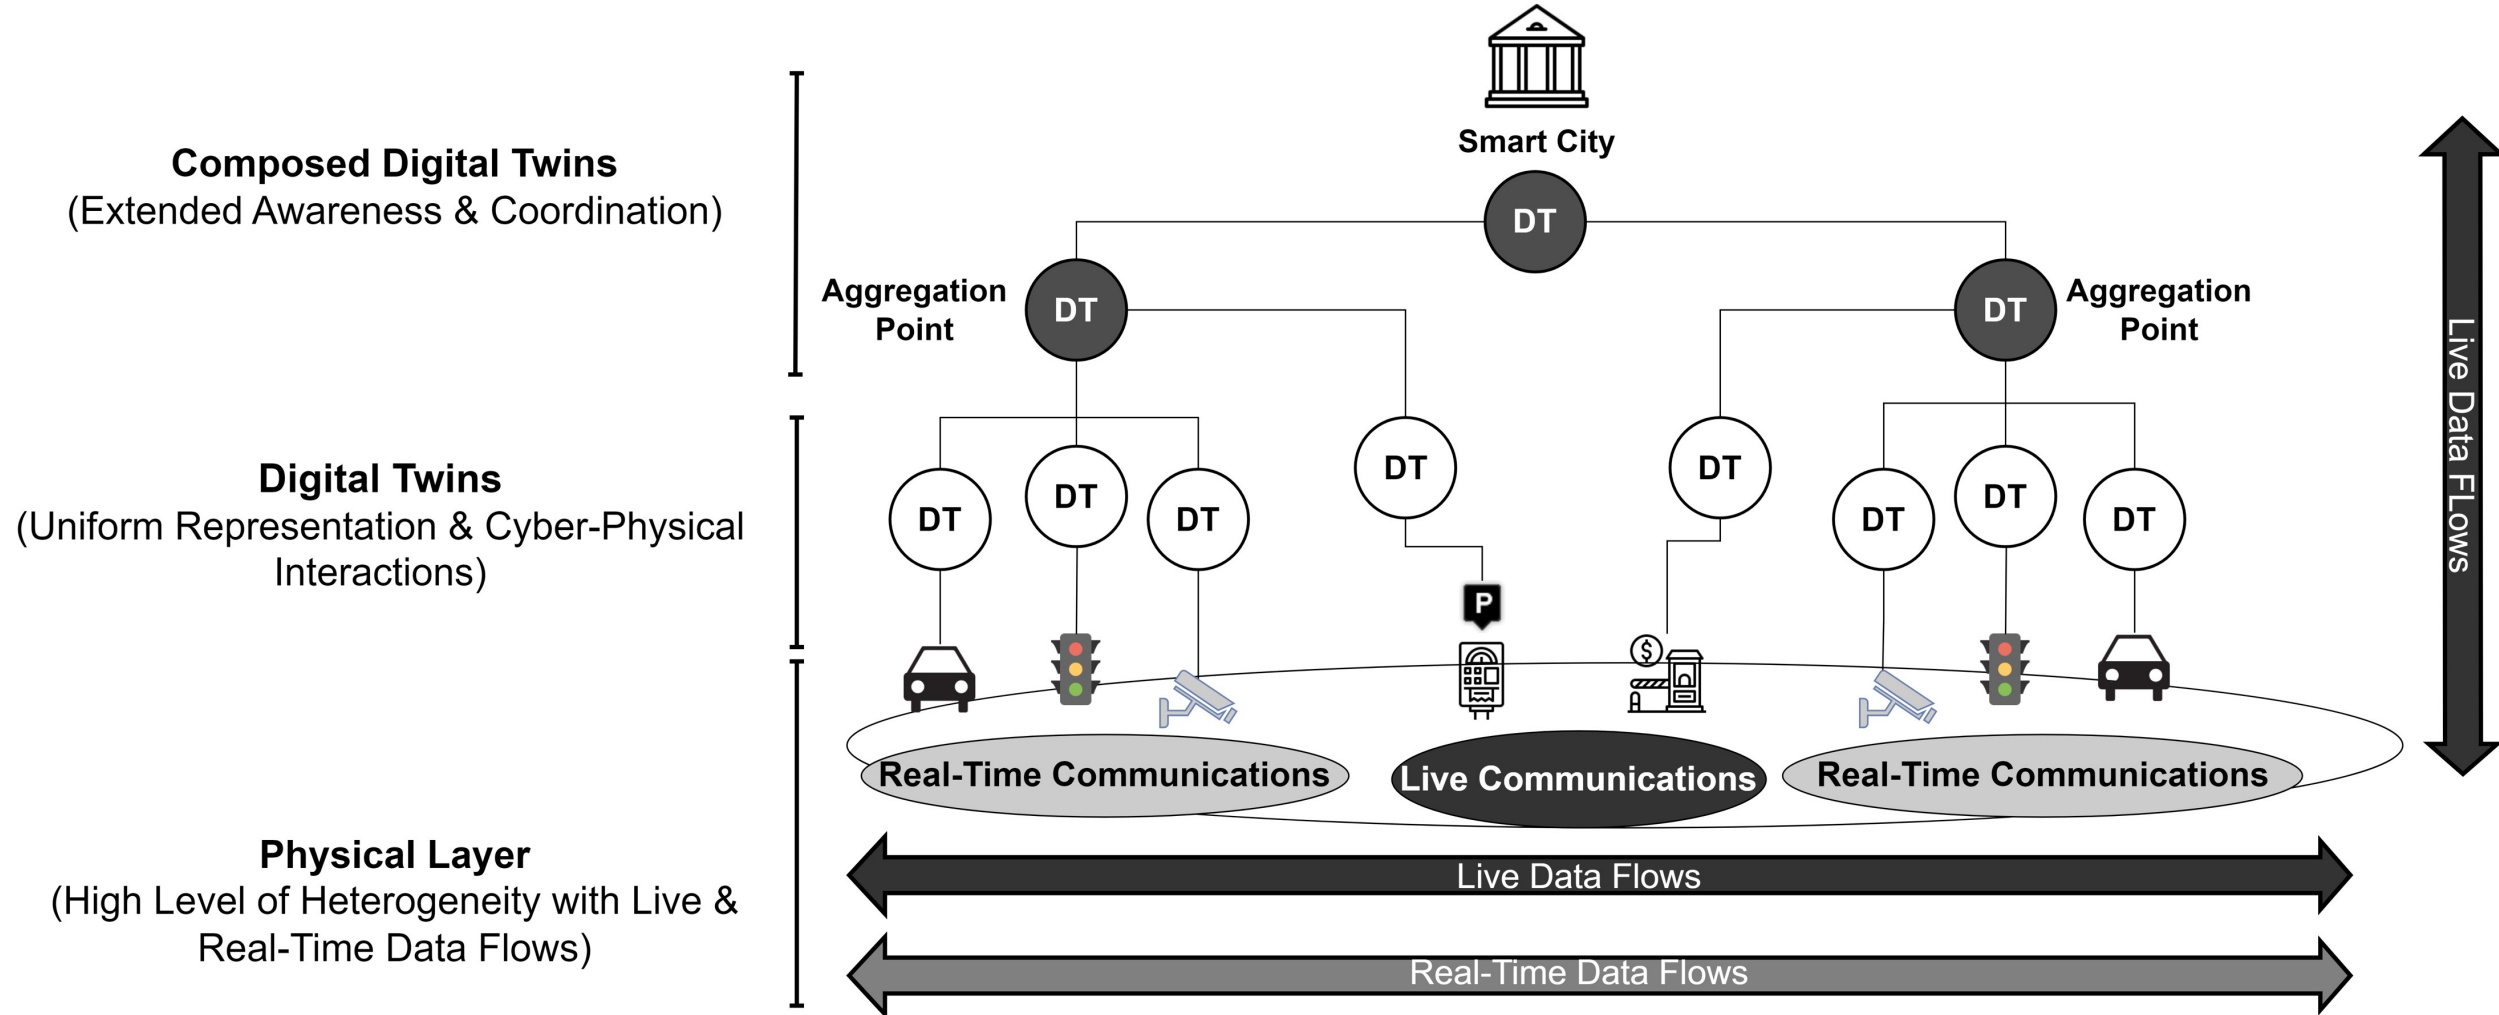 Smart City
Composed Digital Twins
(Extended Awareness & Coordination)
DT
Aggregation
Point
DT
DT
Aggregation
Point
Live Data FLows
Digital Twins
(Uniform Representation & Cyber-Physical
Interactions)
DT
DT
DT
DT
DT
DT
DT
DT
P
$
Real-Time Communications
Live Communications
Real-Time Communications
Physical Layer
(High Level of Heterogeneity with Live &
Real-Time Data Flows)
Live Data Flows
Real-Time Data Flows